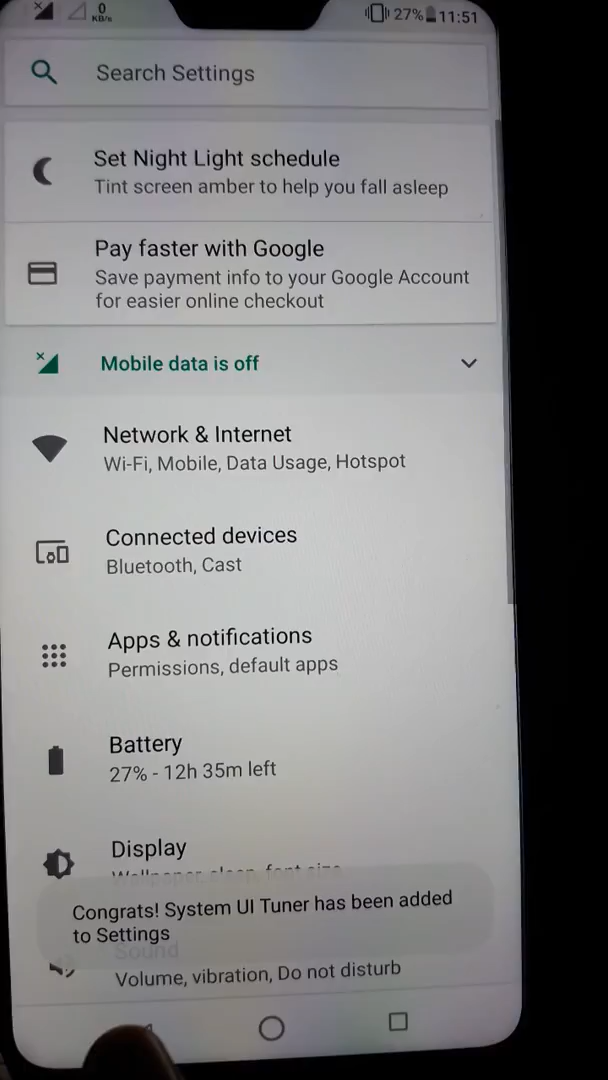 0
KB/s
27%
11:51
Search Settings
Set Night Light schedule
Tint screen amber to help you fall asleep
Pay faster with Google
Save payment info to your Google Account
for easier online checkout
Mobile data is off
Network & Internet
Wi-Fi, Mobile, Data Usage, Hotspot
Connected devices
Bluetooth, Cast
Apps & notifications
Permissions, default apps
Battery
27% - 12h 35m left
Display
Wallpaper, sleep, font size
Congrats! System UI Tuner has been added
to Settings
Sound
Volume, vibration, Do not disturb